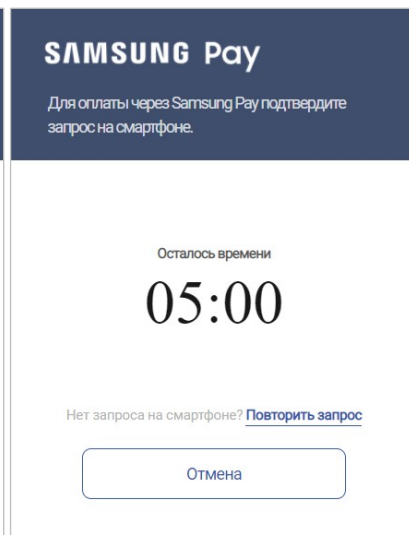 SAMSUNG Pay
Для оплаты через Samsung Pay подтвердите
запрос на смартфоне.
Осталось времени
05:00
Нет запроса на смартфоне? Повторить запрос
Отмена